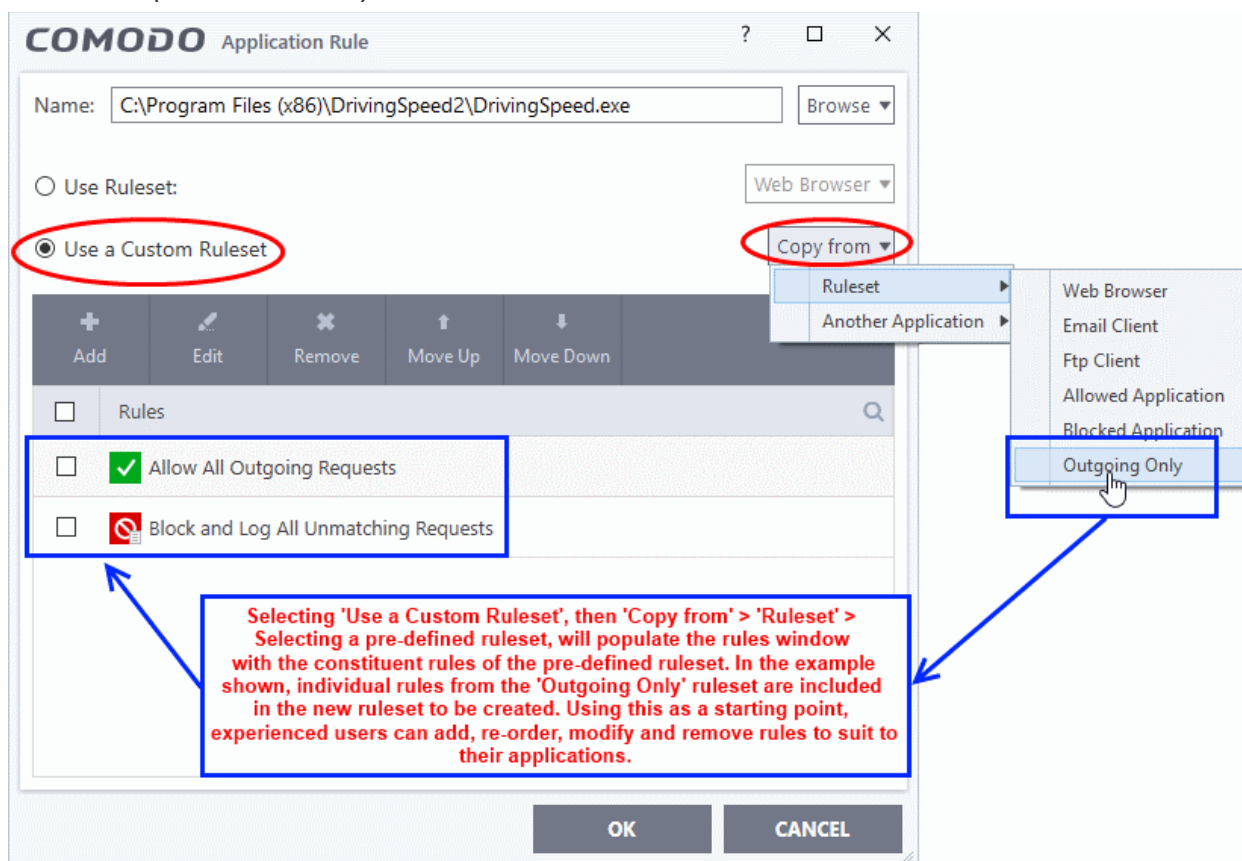 COMODO Application Rule ?
Name: C:\Program Files (x86)\DrivingSpeed2\DrivingSpeed.exe Browse
Use Ruleset: Web Browser
Use a Custom Ruleset Copy from
Ruleset
Another Application
Web Browser
Email Client
Ftp Client
Allowed Application
Blocked Application
Outgoing Only
Add Edit Remove Move Up Move Down
Rules
Allow All Outgoing Requests
Block and Log All Unmatching Requests
Selecting 'Use a Custom Ruleset', then 'Copy from' > 'Ruleset' >
Selecting a pre-defined ruleset, will populate the rules window
with the constituent rules of the pre-defined ruleset. In the example
shown, individual rules from the 'Outgoing Only' ruleset are included
in the new ruleset to be created. Using this as a starting point,
experienced users can add, re-order, modify and remove rules to suit to
their applications.
OK CANCEL